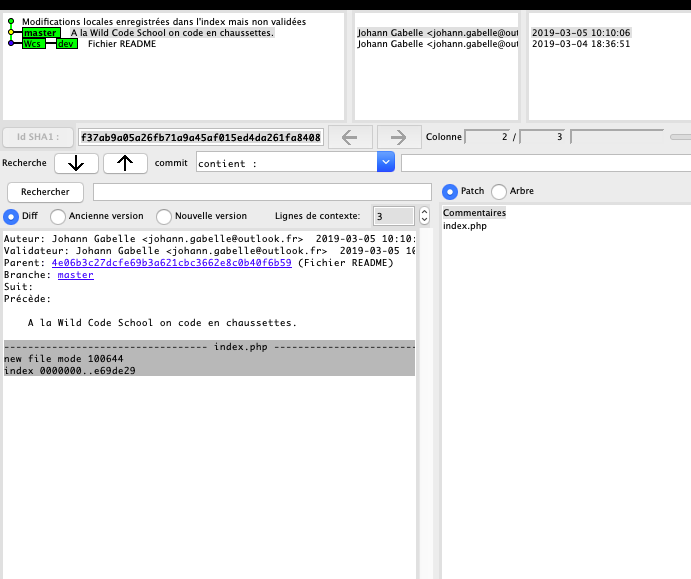 Modifications locales enregistrées dans l'index mais non validées
master A la Wild Code School on code en chaussettes. Johann Gabelle <johann.gabelle@out 2019-03-05 10:10:06
Wcs dev Fichier README Johann Gabelle <johann.gabelle@out 2019-03-04 18:36:51
Id SHA1 : f37ab9a05a26fb71a9a45af015ed4da261fa8408 Colonne 2 / 3
Recherche commit contient :
Rechercher Patch Arbre
Diff Ancienne version Nouvelle version Lignes de contexte: 3 Commentaires
index.php
Auteur: Johann Gabelle <johann.gabelle@outlook.fr> 2019-03-05 10:10:
Validateur: Johann Gabelle <johann.gabelle@outlook.fr> 2019-03-05 10
Parent: 4e06b3c27dcfe69b3a621cbc3662e8c0b40f6b59 (Fichier README)
Branche: master
Suit:
Précède:
A la Wild Code School on code en chaussettes.
---------------------------------- index.php ------------------------
new file mode 100644
index 0000000..e69de29